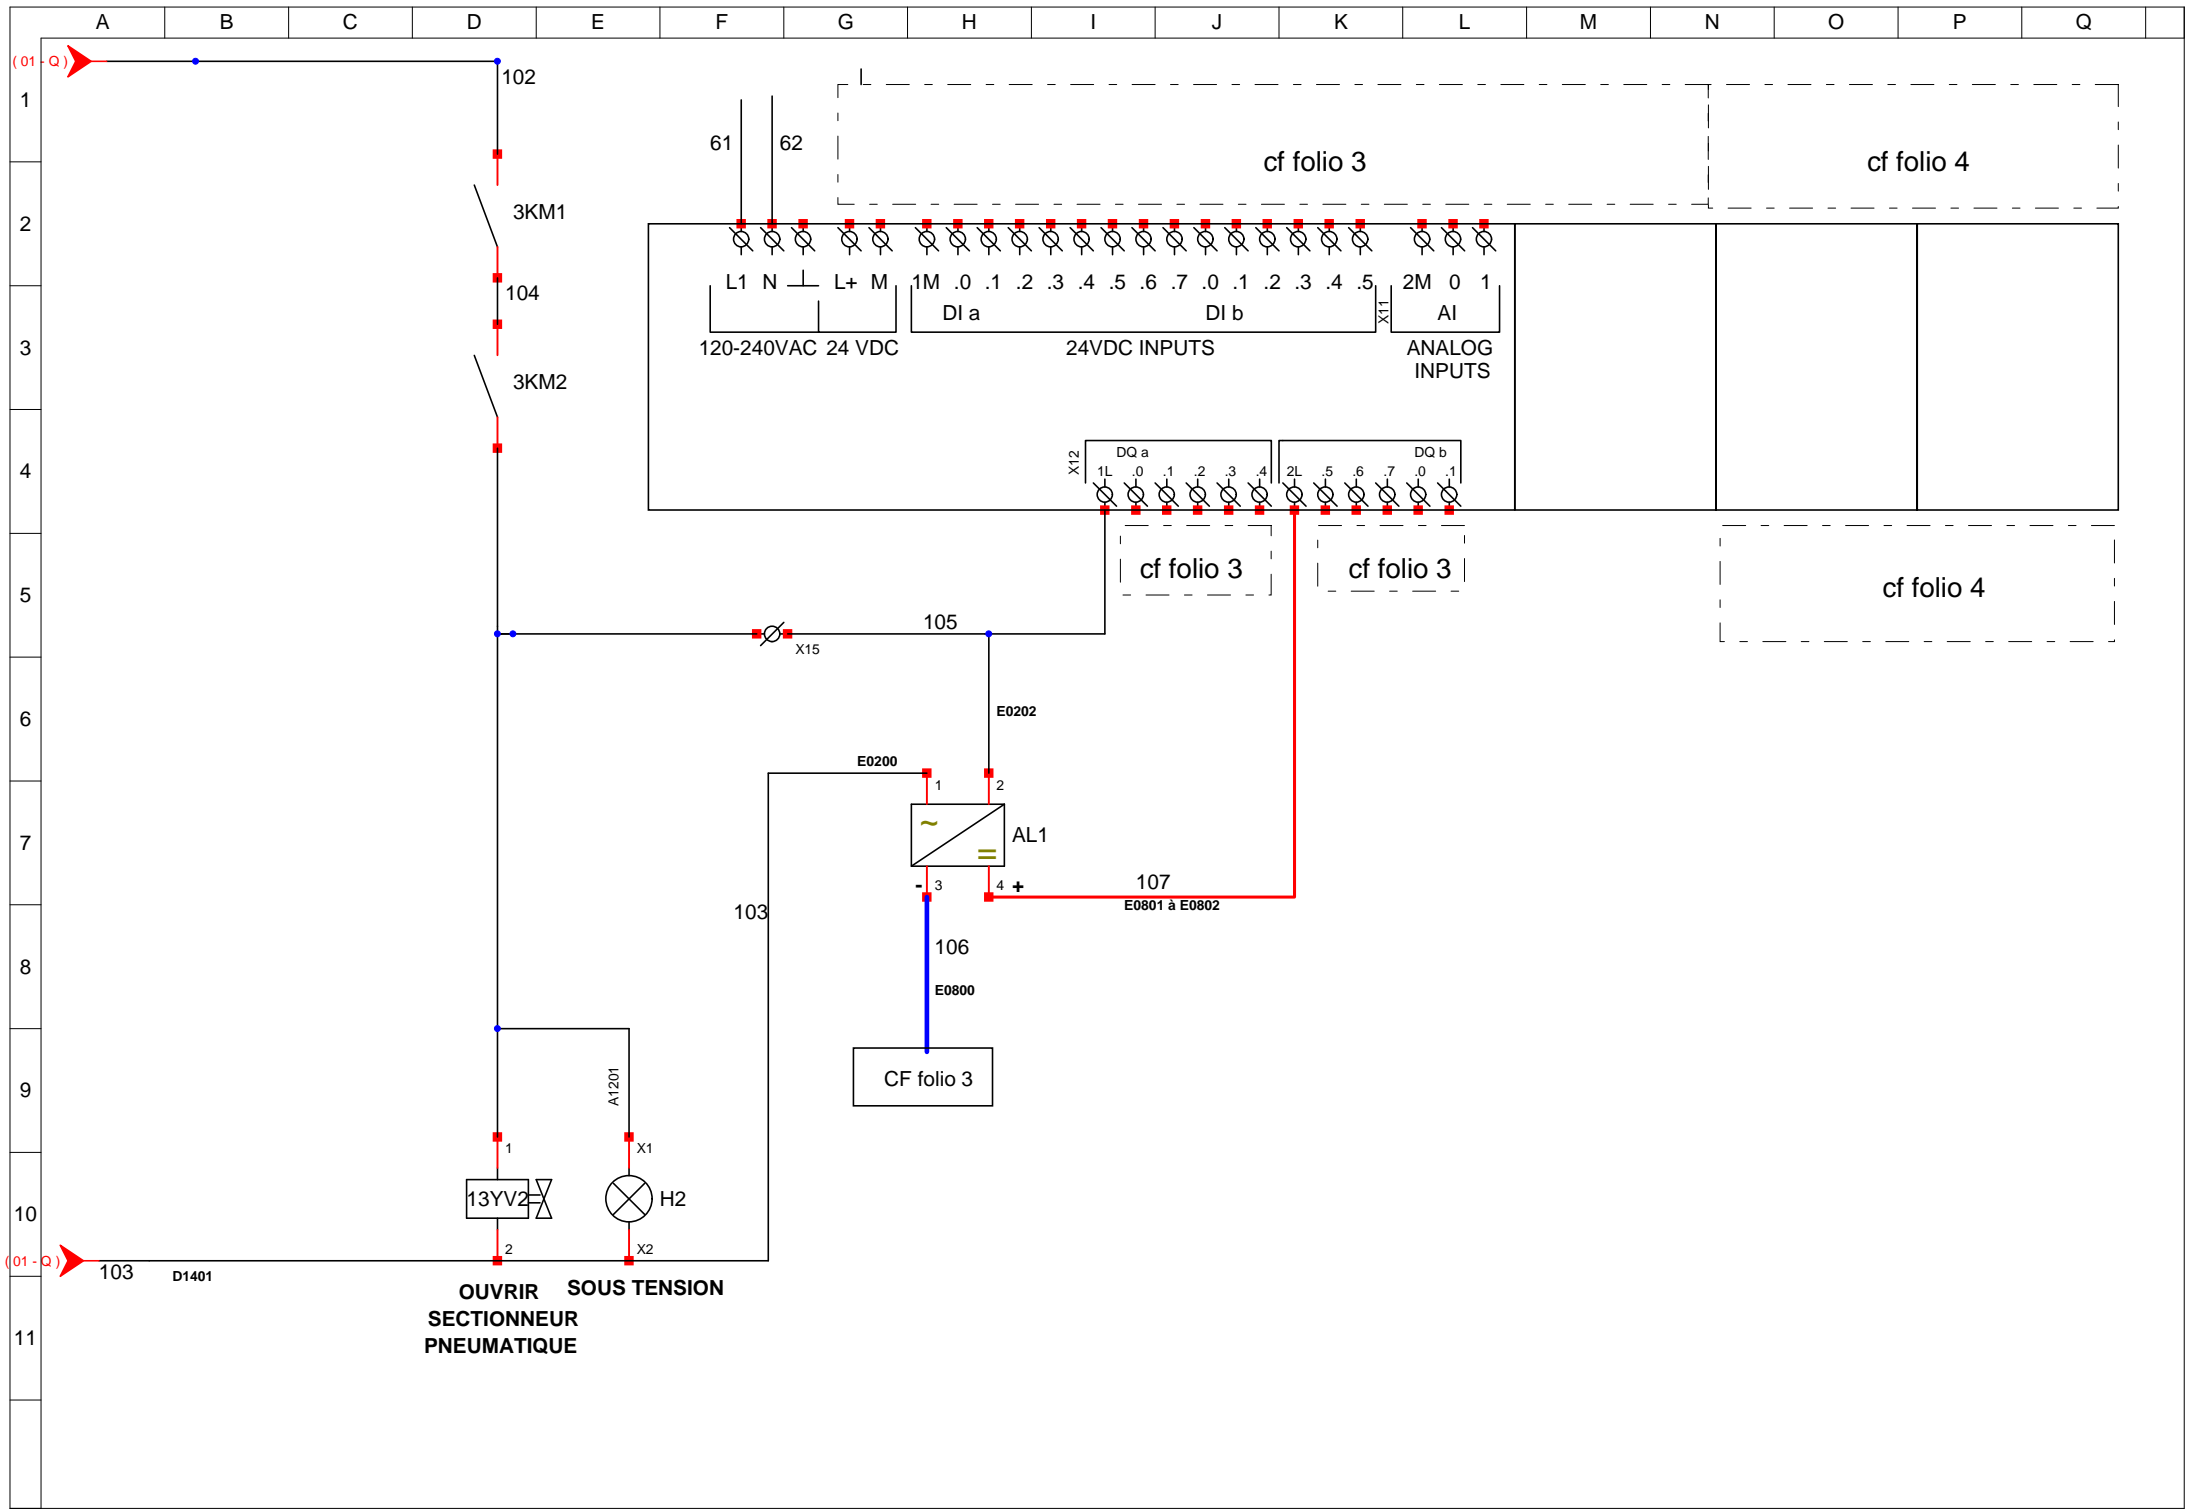 A B C D E F G H I J K L M N O P Q
( 01 - Q )
102
1
61 62
cf folio 3 cf folio 4
3KM1
2
L1 N L+ M 1M .0 .1 .2 .3 .4 .5 .6 .7 .0 .1 .2 .3 .4 .5 2M 0 1
104
DI a DI b X11 AI
3
120-240VAC 24 VDC 24VDC INPUTS ANALOG
INPUTS
3KM2
X12 DQ a DQ b
4
1L .0 .1 .2 .3 .4 2L .5 .6 .7 .0 .1
cf folio 3 cf folio 3
cf folio 4
5
105
X15
6
E0202
E0200
1 2
~
AL1
7
=
- 3 4 +
107
E0801 à E0802
103
106
8
E0800
CF folio 3
9
A1201
1 X1
13YV2 H2
10
2 X2
( 01 - Q )
103 D1401
OUVRIR
SECTIONNEUR
PNEUMATIQUE
SOUS TENSION
11